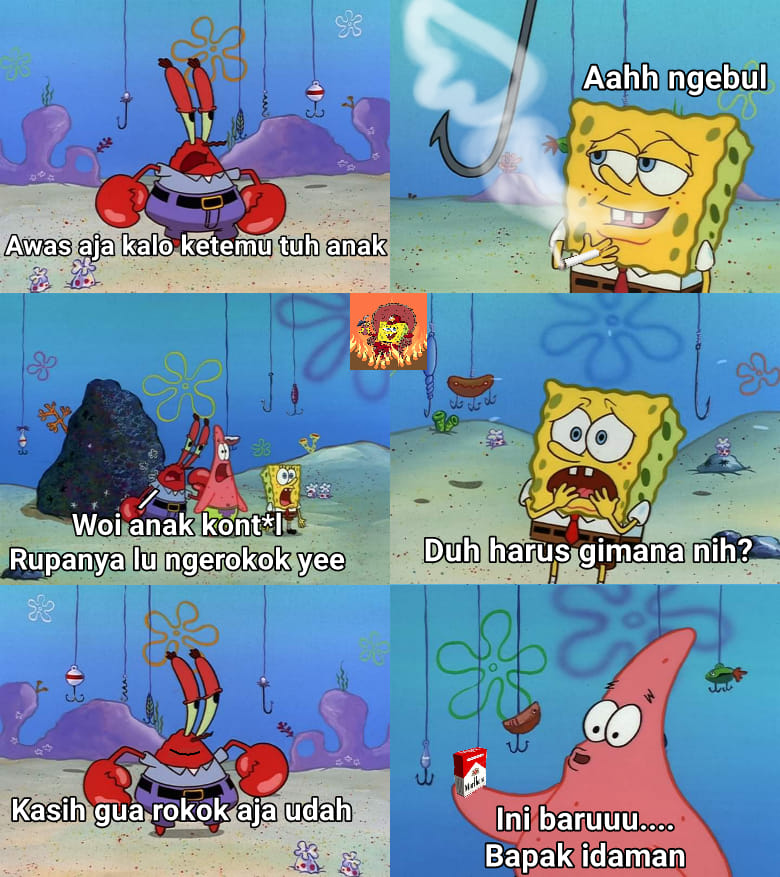 Awas aja kalo ketemu tuh anak
Aahh ngebul
Woi anak kont*l
Rupanya lu ngerokok yee
Duh harus gimana nih?
Kasih gua rokok aja udah
Ini baruuu....
Bapak idaman